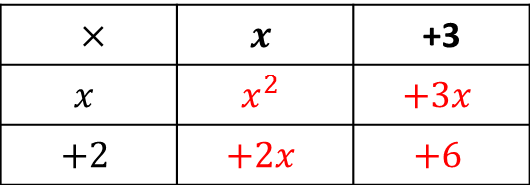 × x +3
x x² +3x
+2 +2x +6